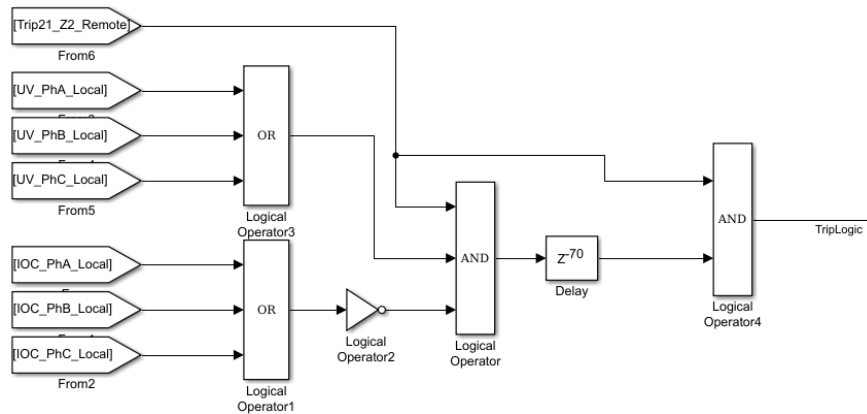 [Trip21_Z2_Remote]
From6
[UV_PhA_Local]
[UV_PhB_Local]
[UV_PhC_Local]
From5
OR
Logical
Operator3
[IOC_PhA_Local]
[IOC_PhB_Local]
[IOC_PhC_Local]
From2
OR
Logical
Operator1
Logical
Operator2
AND
Logical
Operator
Z-70
Delay
AND
Logical
Operator4
TripLogic